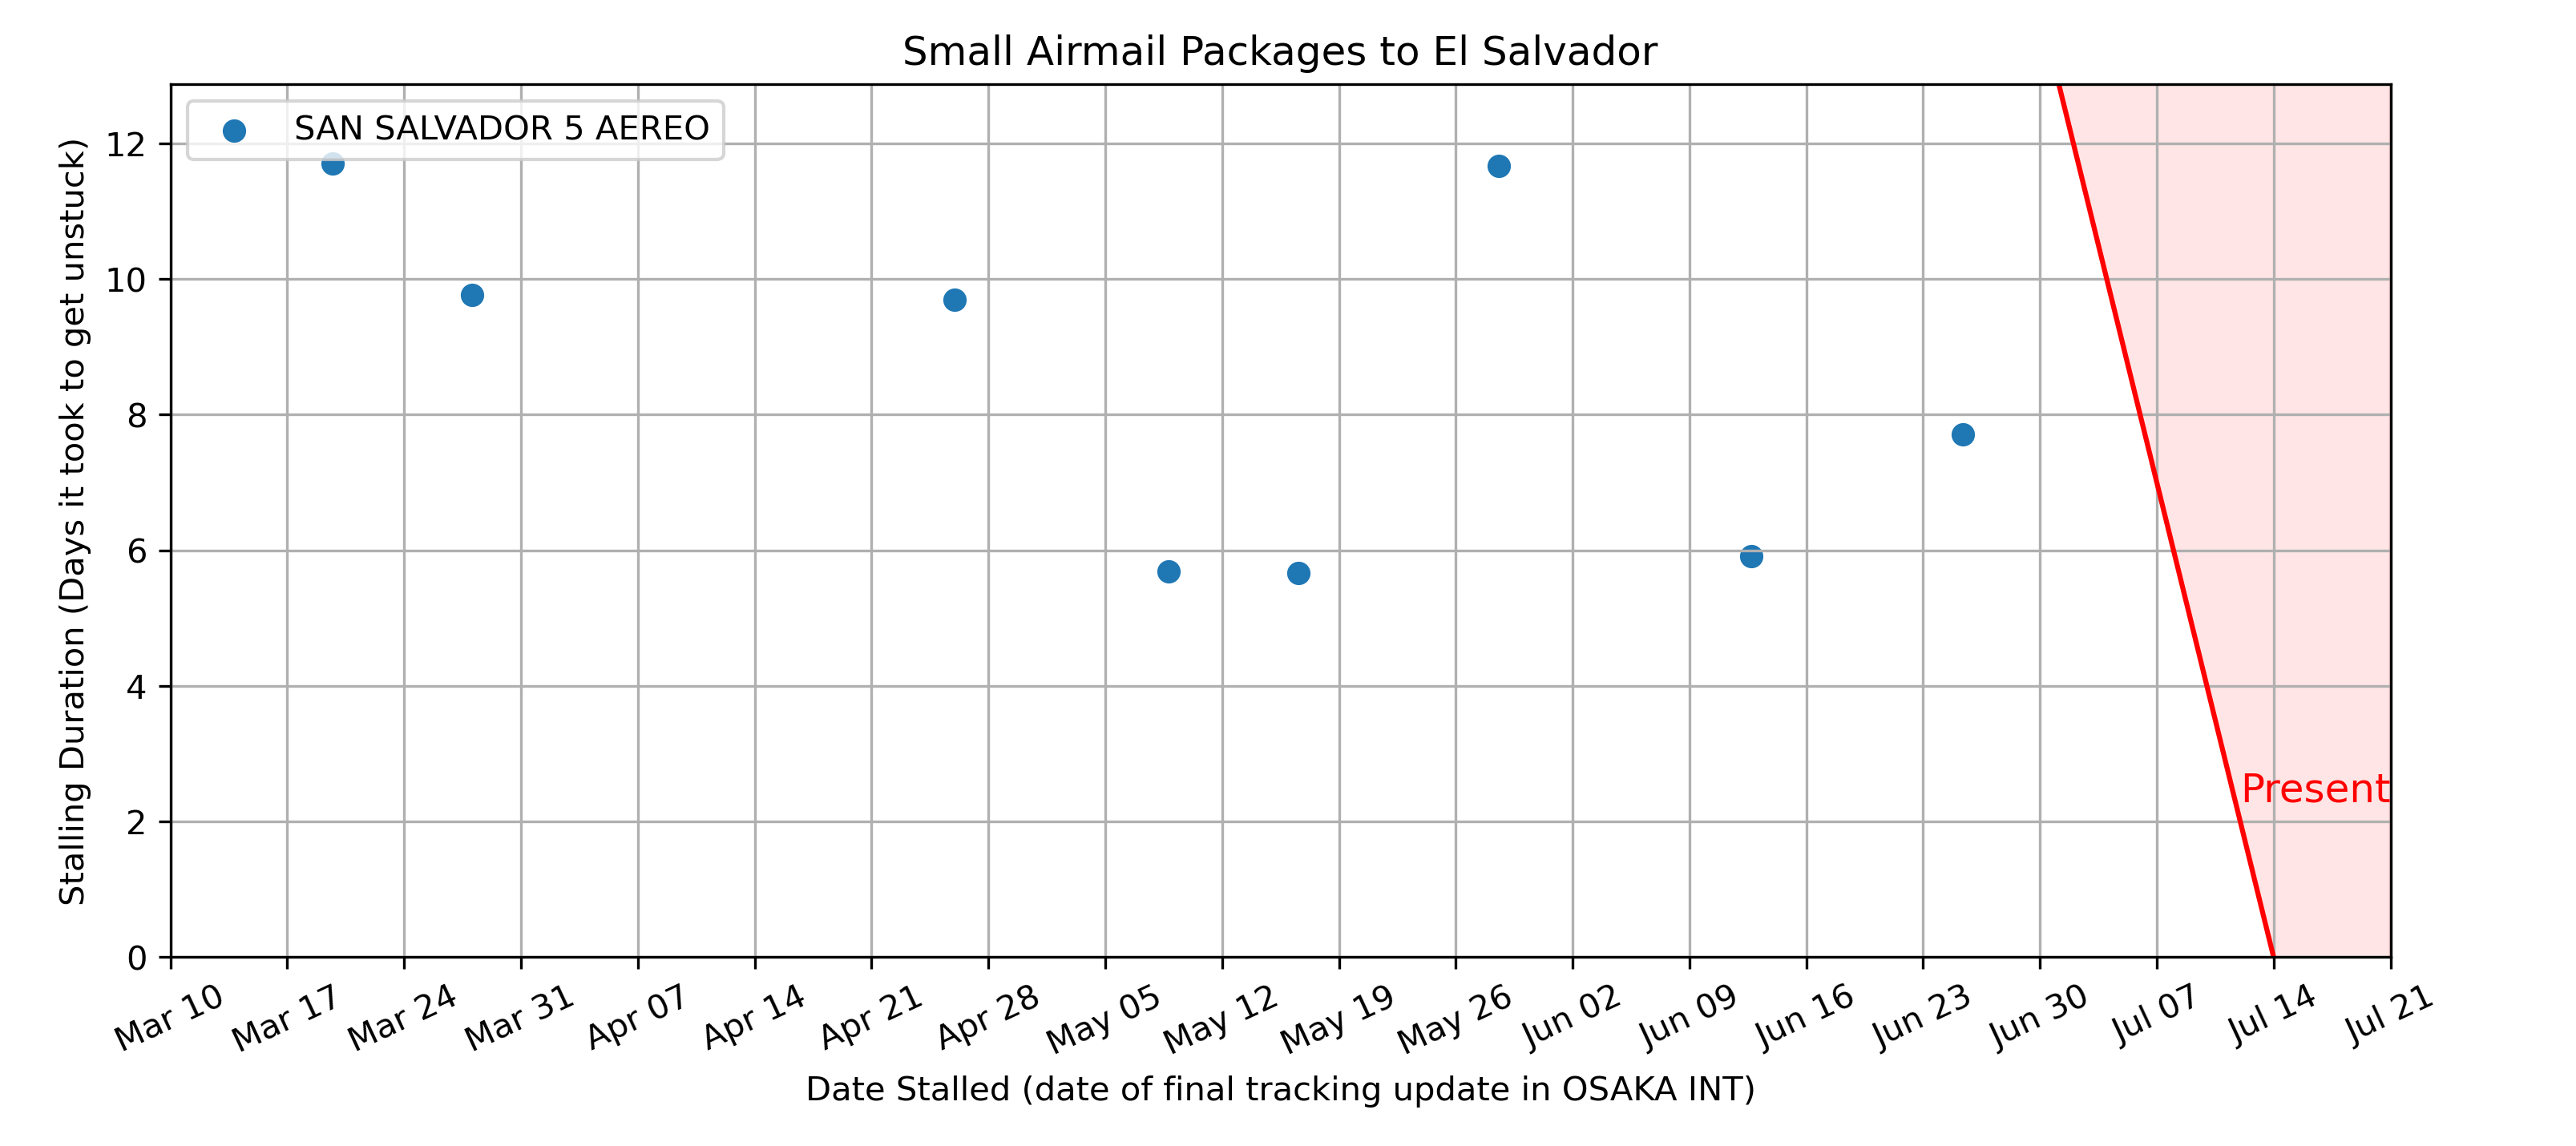 Small Airmail Packages to El Salvador
SAN SALVADOR 5 AEREO
Stalling Duration (Days it took to get unstuck)
12
10
8
6
4
2
0
Present
Mar 10
Mar 17
Mar 24
Mar 31
Apr 07
Apr 14
Apr 21
Apr 28
May 05
May 12
May 19
May 26
Jun 02
Jun 09
Jun 16
Jun 23
Jun 30
Jul 07
Jul 14
Jul 21
Date Stalled (date of final tracking update in OSAKA INT)